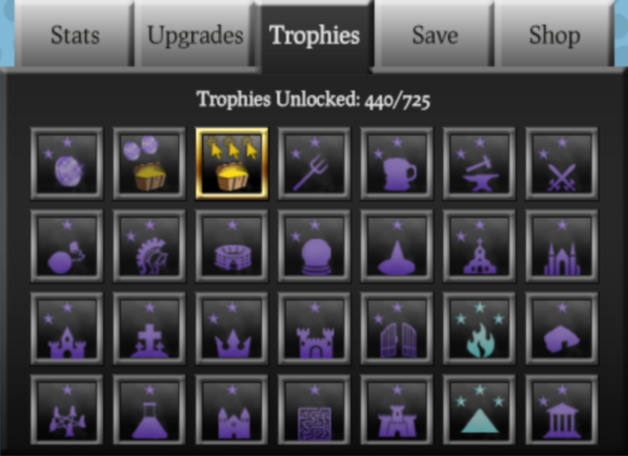 Stats
Upgrades
Trophies
Save
Shop
Trophies Unlocked: 440/725